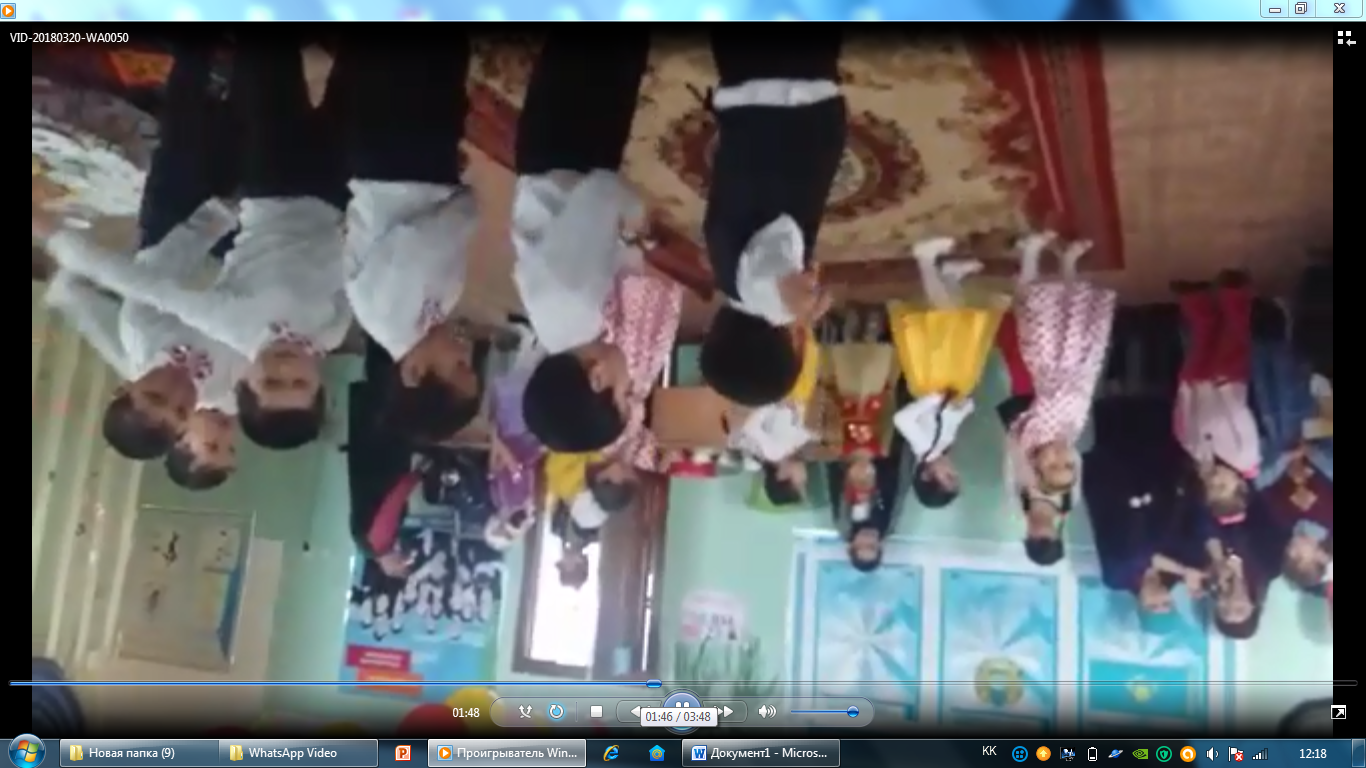 VID-20180320-WA0050
01:48
01:46 / 03:48
Новая папка (9)
WhatsApp Video
Проигрыватель Win...
Документ1 - Micros...
KK
12:18